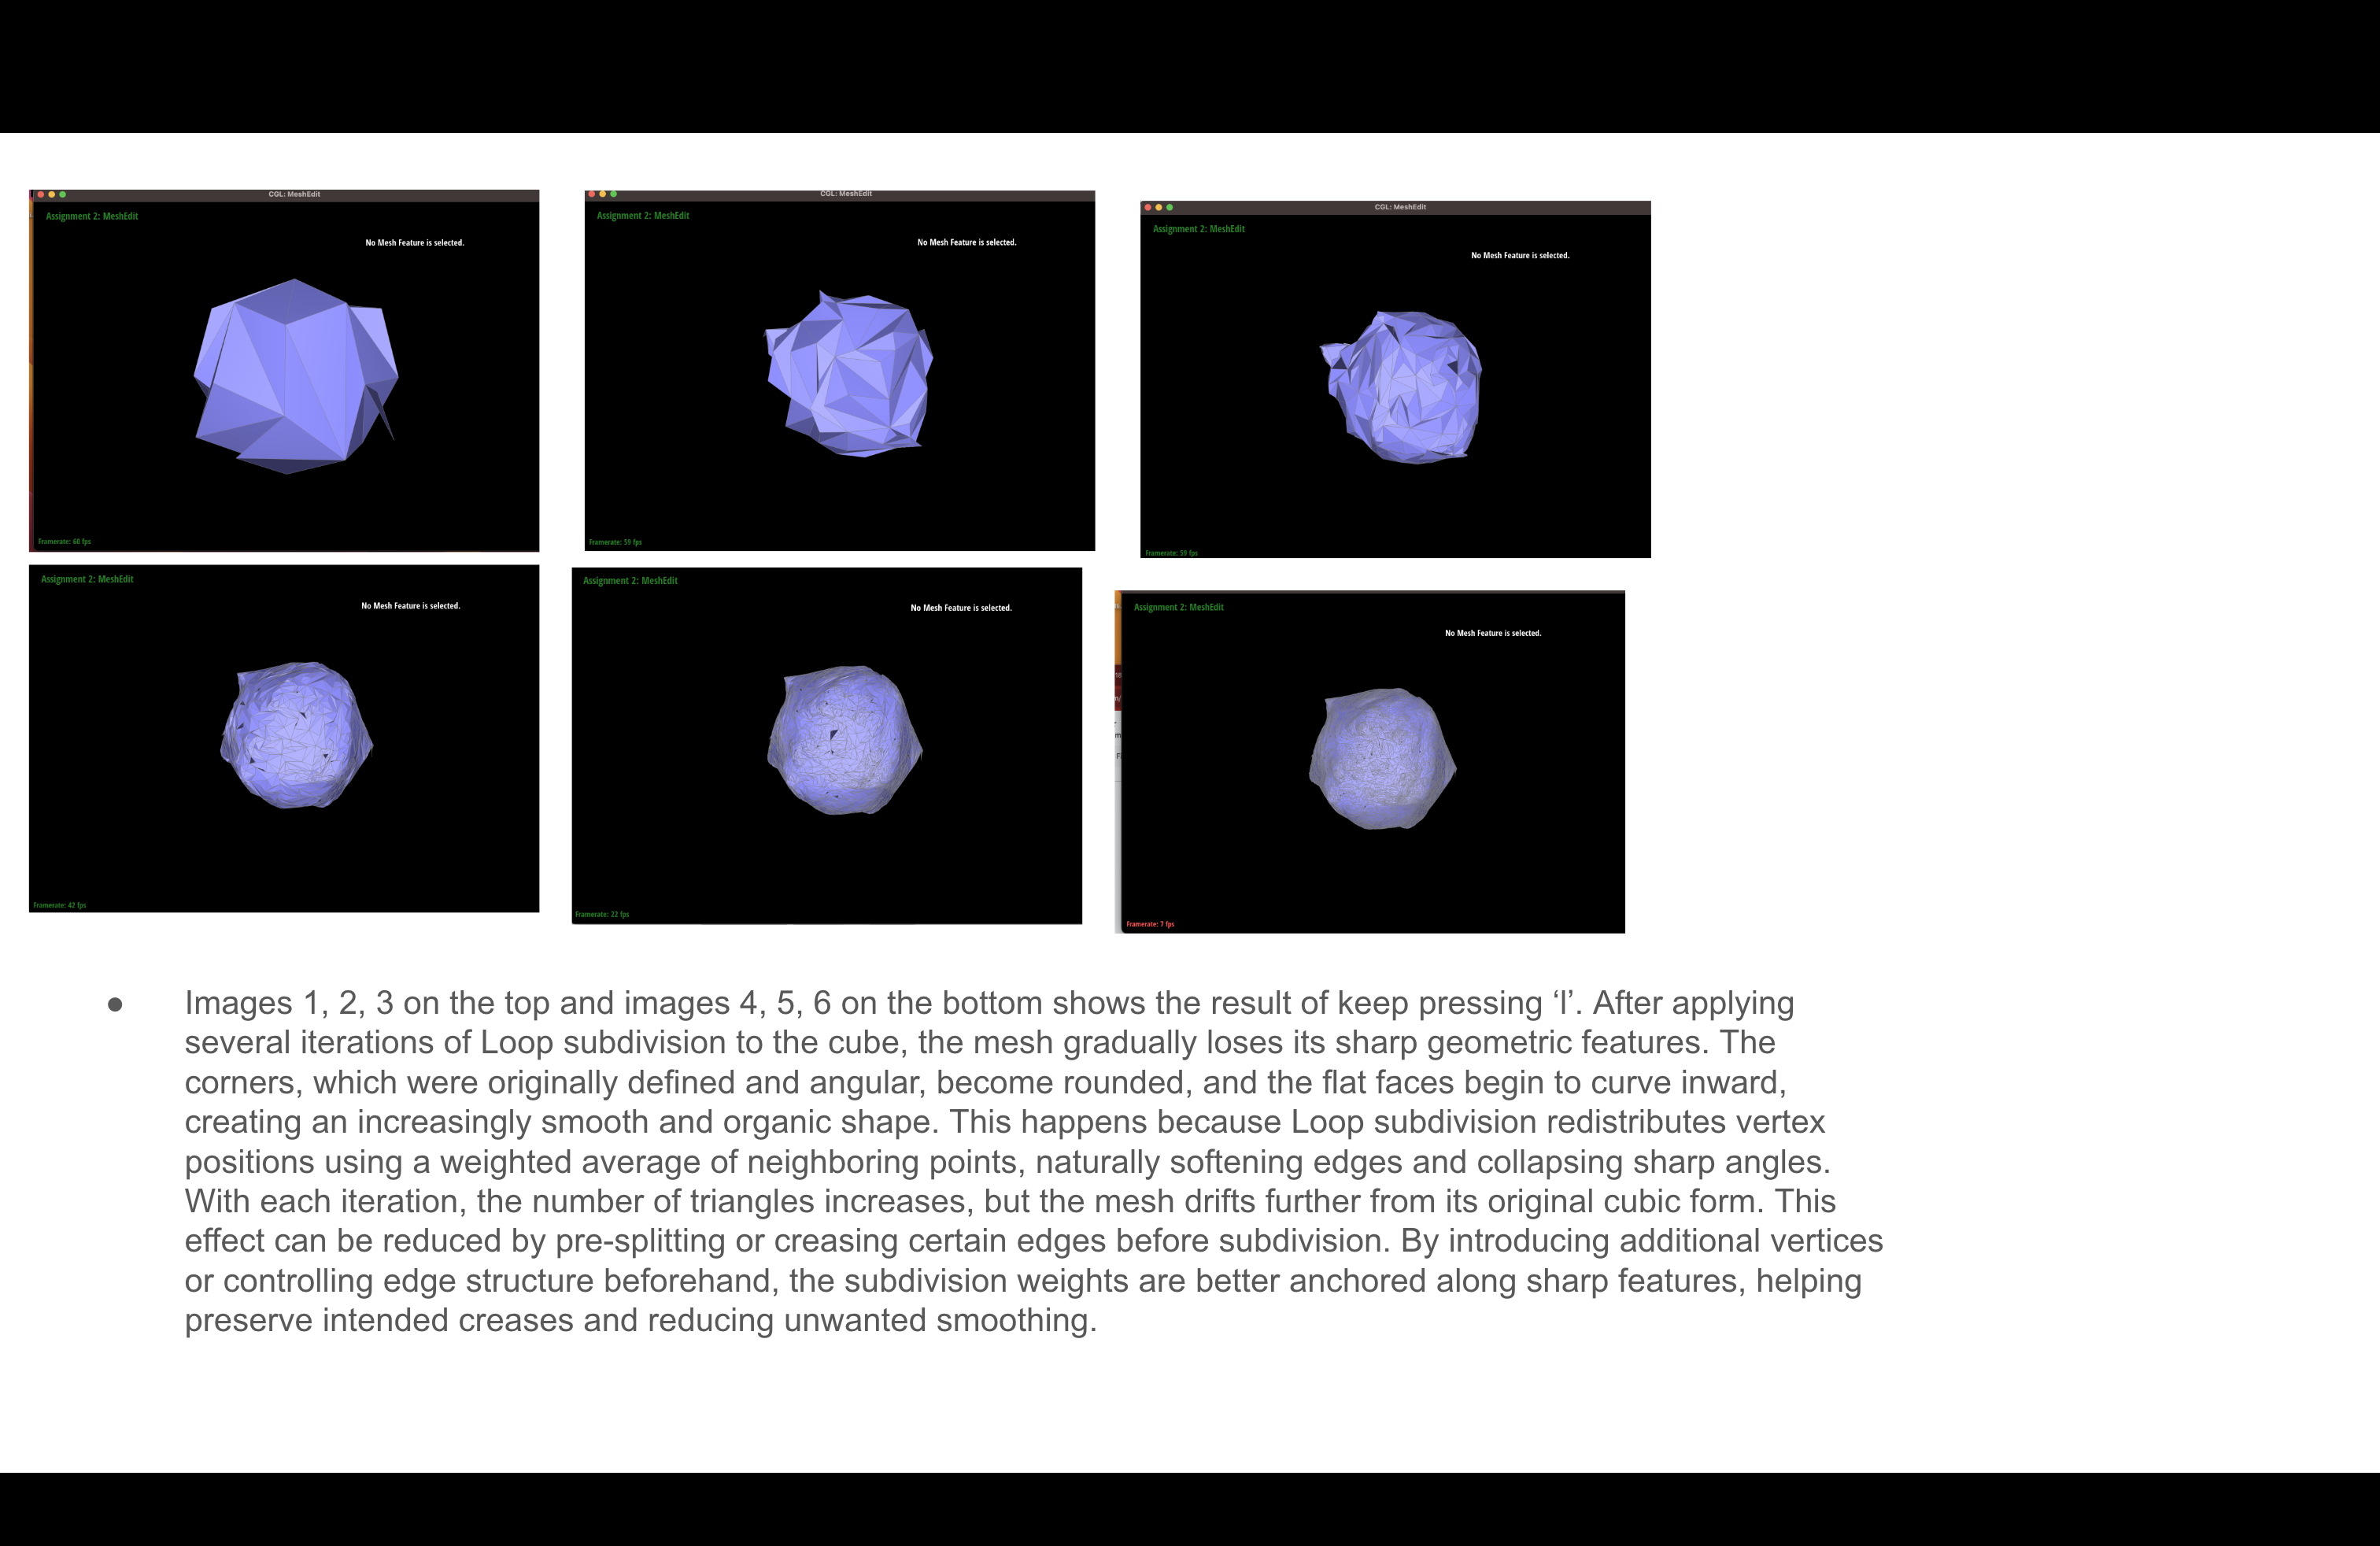 CGL: MeshEdit
Assignment 2: MeshEdit
No Mesh Feature is selected.
Framerate: 60 fps
CGL: MeshEdit
Assignment 2: MeshEdit
No Mesh Feature is selected.
Framerate: 59 fps
CGL: MeshEdit
Assignment 2: MeshEdit
No Mesh Feature is selected.
Framerate: 59 fps
Assignment 2: MeshEdit
No Mesh Feature is selected.
Framerate: 42 fps
Assignment 2: MeshEdit
No Mesh Feature is selected.
Framerate: 22 fps
Assignment 2: MeshEdit
No Mesh Feature is selected.
Framerate: 7 fps
● Images 1, 2, 3 on the top and images 4, 5, 6 on the bottom shows the result of keep pressing ‘l’. After applying
several iterations of Loop subdivision to the cube, the mesh gradually loses its sharp geometric features. The
corners, which were originally defined and angular, become rounded, and the flat faces begin to curve inward,
creating an increasingly smooth and organic shape. This happens because Loop subdivision redistributes vertex
positions using a weighted average of neighboring points, naturally softening edges and collapsing sharp angles.
With each iteration, the number of triangles increases, but the mesh drifts further from its original cubic form. This
effect can be reduced by pre-splitting or creasing certain edges before subdivision. By introducing additional vertices
or controlling edge structure beforehand, the subdivision weights are better anchored along sharp features, helping
preserve intended creases and reducing unwanted smoothing.